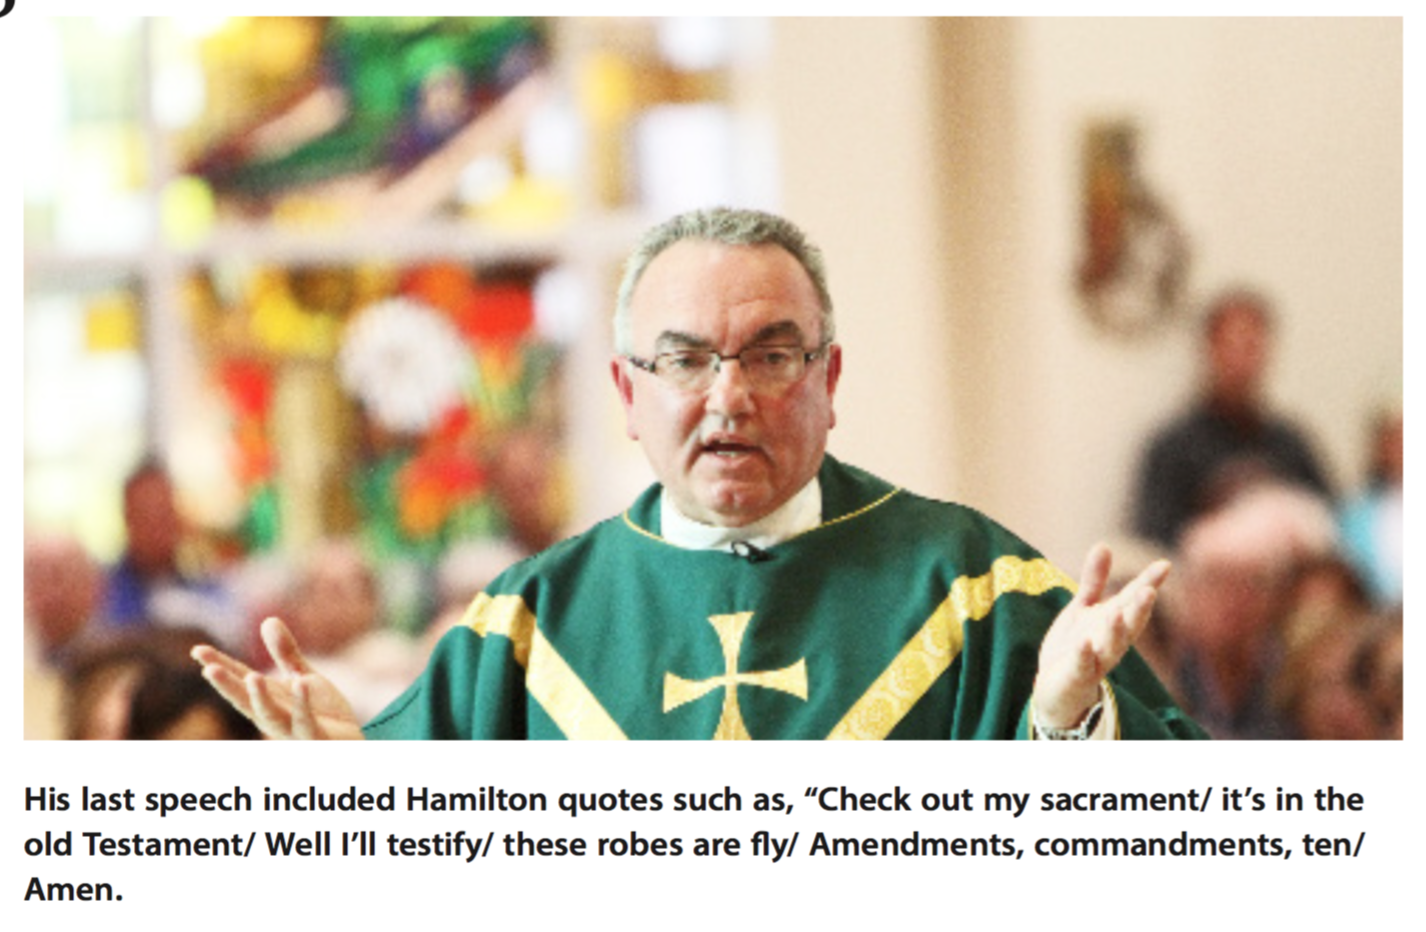 His last speech included Hamilton quotes such as, “Check out my sacrament/ it’s in the
old Testament/ Well I’ll testify/ these robes are fly/ Amendments, commandments, ten/
Amen.